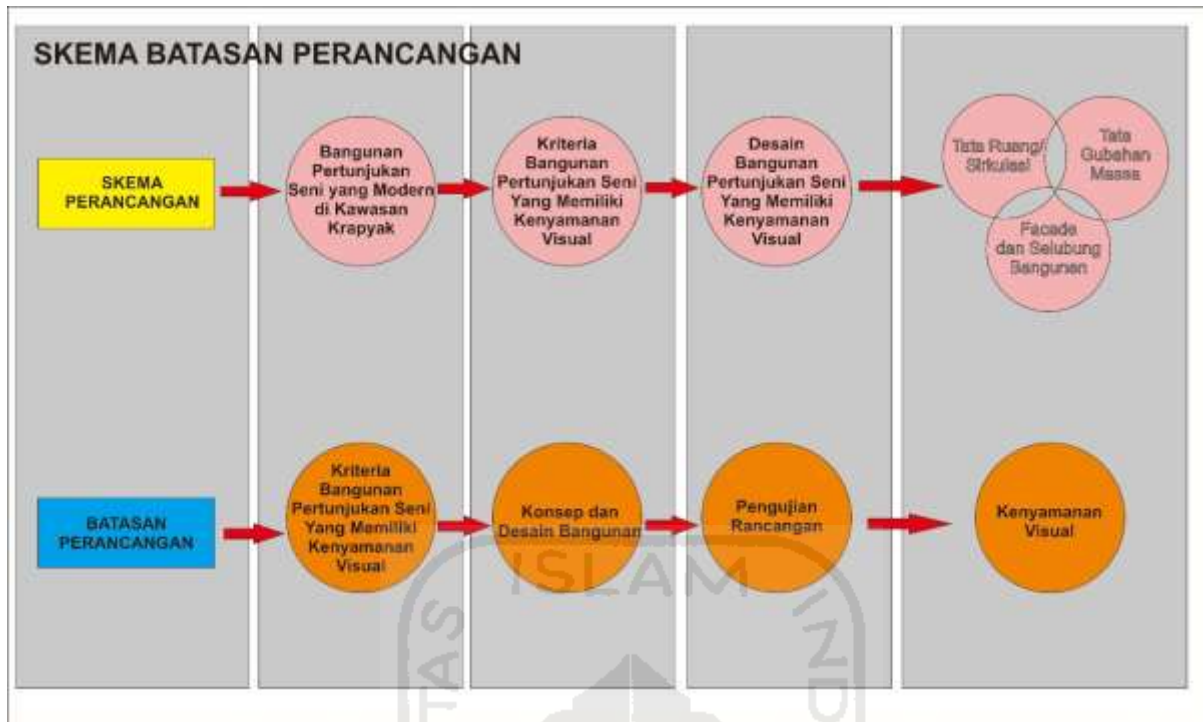 SKEMA BATASAN PERANCANGAN
SKEMA
PERANCANGAN
Bangunan
Pertunjukan
Seni yang Modern
di Kawasan
Krapyak
Kriteria
Bangunan
Pertunjukan Seni
Yang Memiliki
Kenyamanan
Visual
Desain
Bangunan
Pertunjukan Seni
Yang Memiliki
Kenyamanan
Visual
Tata Ruang/
Sirkulasi
Tata
Gubahan
Massa
Facade
dan Selubung
Bangunan
BATASAN
PERANCANGAN
Kriteria
Bangunan
Pertunjukan Seni
Yang Memiliki
Kenyamanan
Visual
Konsep dan
Desain Bangunan
Pengujian
Rancangan
Kenyamanan
Visual
ISLAM
TAS
IND